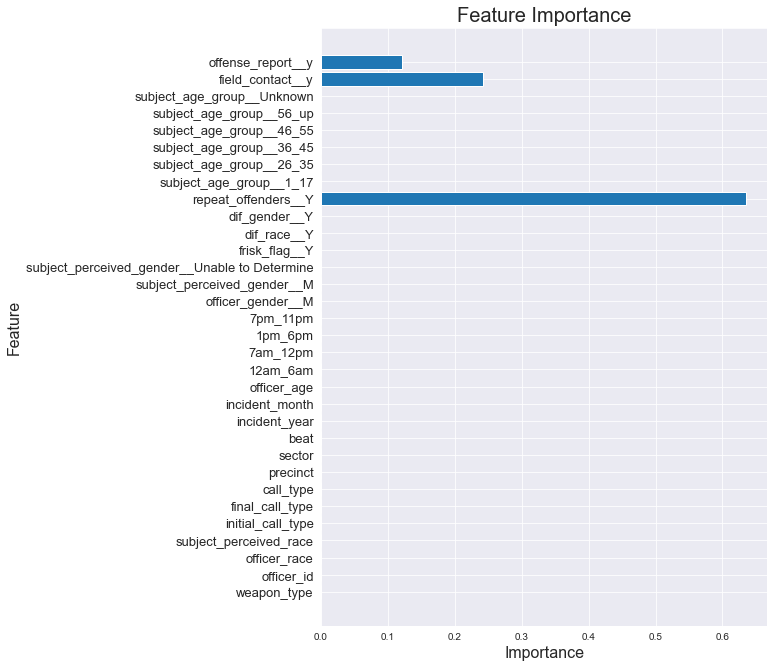 Feature Importance
Feature
offense_report__y
field_contact__y
subject_age_group__Unknown
subject_age_group__56_up
subject_age_group__46_55
subject_age_group__36_45
subject_age_group__26_35
subject_age_group__1_17
repeat_offenders__Y
dif_gender__Y
dif_race__Y
frisk_flag__Y
subject_perceived_gender__Unable to Determine
subject_perceived_gender__M
officer_gender__M
7pm_11pm
1pm_6pm
7am_12pm
12am_6am
officer_age
incident_month
incident_year
beat
sector
precinct
call_type
final_call_type
initial_call_type
subject_perceived_race
officer_race
officer_id
weapon_type
0.0 0.1 0.2 0.3 0.4 0.5 0.6
Importance